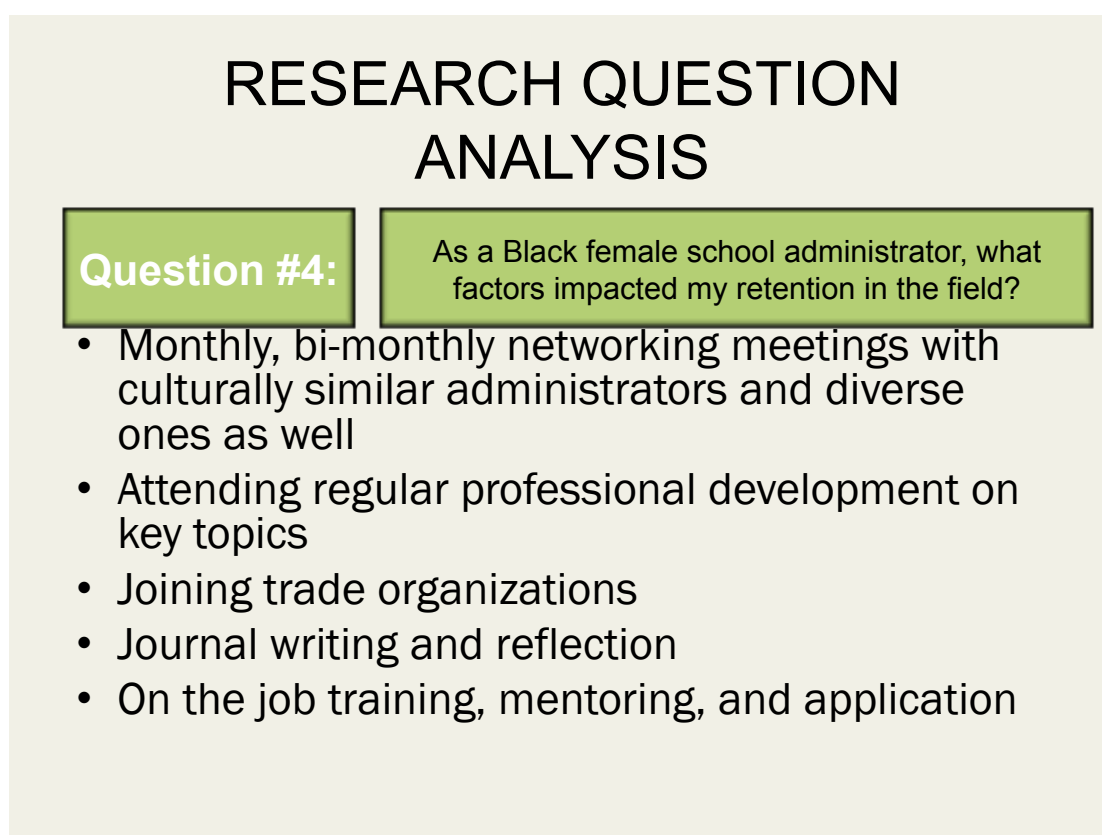 RESEARCH QUESTION
ANALYSIS
Question #4:
As a Black female school administrator, what
factors impacted my retention in the field?
• Monthly, bi-monthly networking meetings with
culturally similar administrators and diverse
ones as well
• Attending regular professional development on
key topics
• Joining trade organizations
• Journal writing and reflection
• On the job training, mentoring, and application